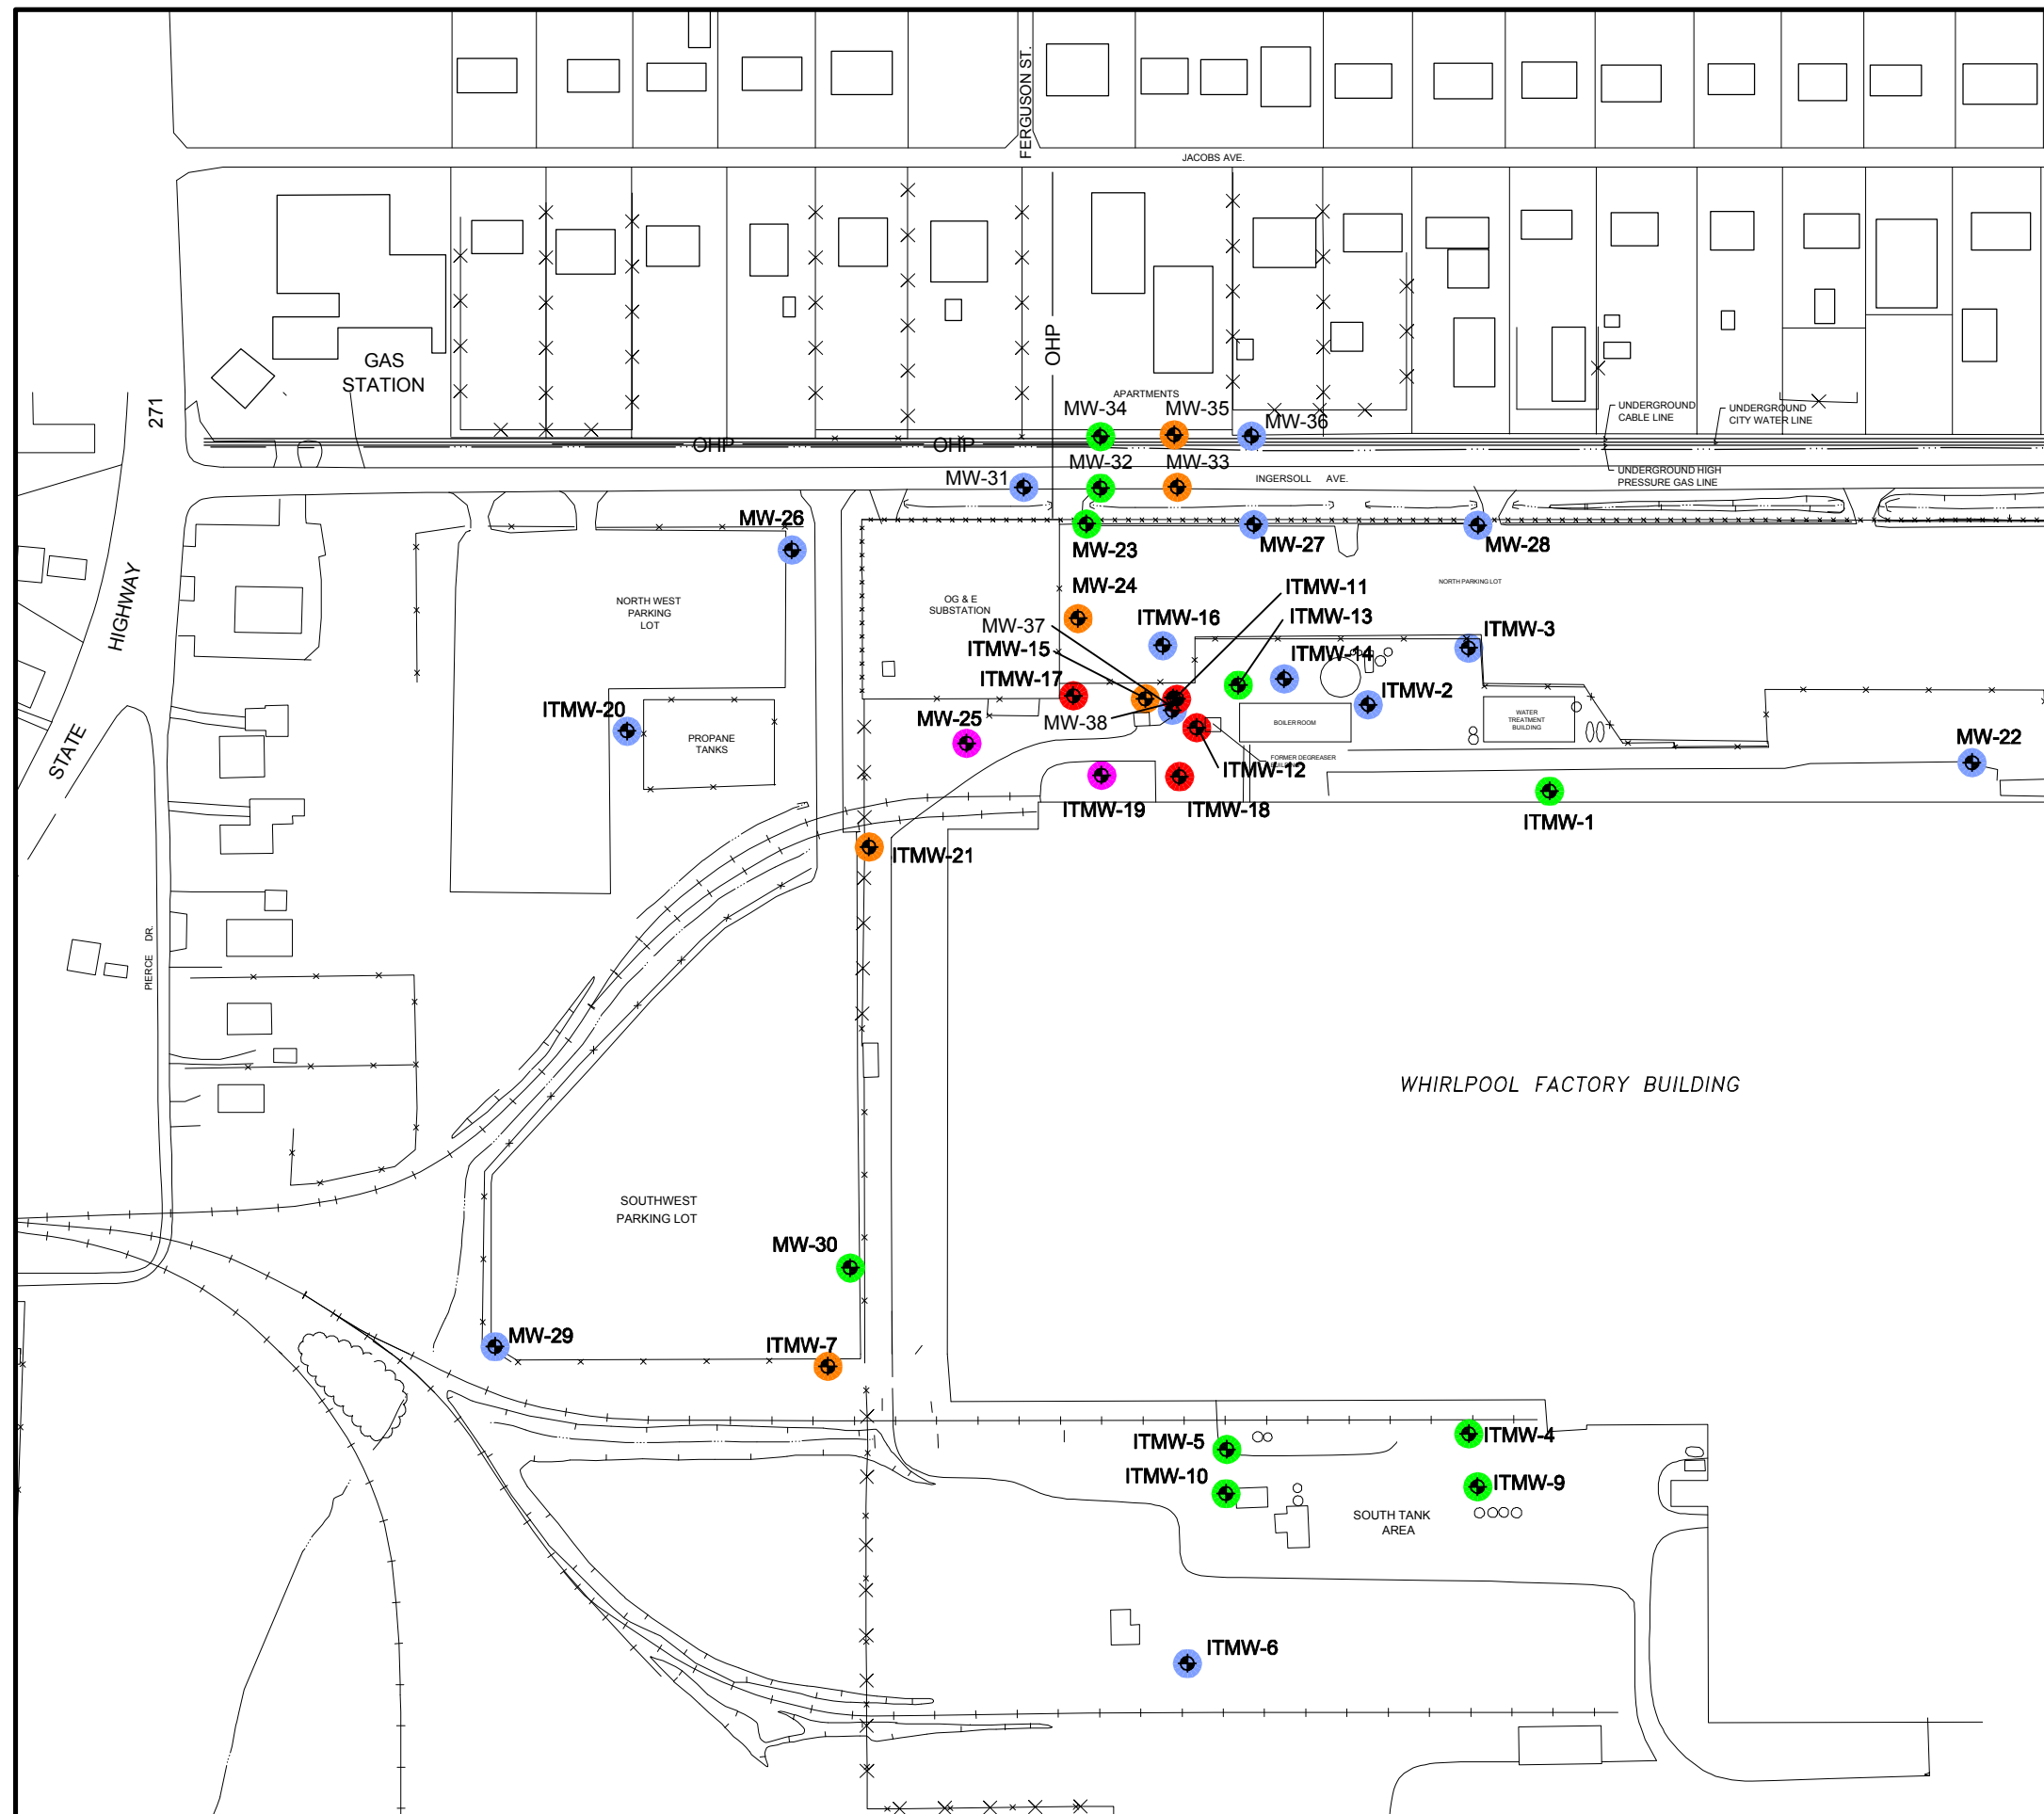 FERGUSON ST.
JACOBS AVE.
GAS
STATION
271
OHP
APARTMENTS
MW-34
MW-35
MW-36
OHP
OHP
UNDERGROUND
CABLE LINE
UNDERGROUND
CITY WATER LINE
MW-32
MW-33
MW-31
INGERSOLL AVE.
UNDERGROUND HIGH
PRESSURE GAS LINE
MW-26
MW-23
MW-27
MW-28
HIGHWAY
STATE
NORTH WEST
PARKING
LOT
OG & E
SUBSTATION
MW-24
ITMW-11
NORTH PARKING LOT
MW-37
ITMW-16
ITMW-13
ITMW-3
ITMW-15
ITMW-14
ITMW-17
ITMW-2
ITMW-20
MW-25
MW-38
BOILER ROOM
WATER
TREATMENT
BUILDING
PROPANE
TANKS
MW-22
FORMER DEGREASER
BUILDING
ITMW-12
ITMW-19
ITMW-18
ITMW-1
ITMW-21
PIERCE DR.
WHIRLPOOL FACTORY BUILDING
SOUTHWEST
PARKING LOT
MW-30
MW-29
ITMW-7
ITMW-5
ITMW-4
ITMW-10
ITMW-9
SOUTH TANK
AREA
ITMW-6